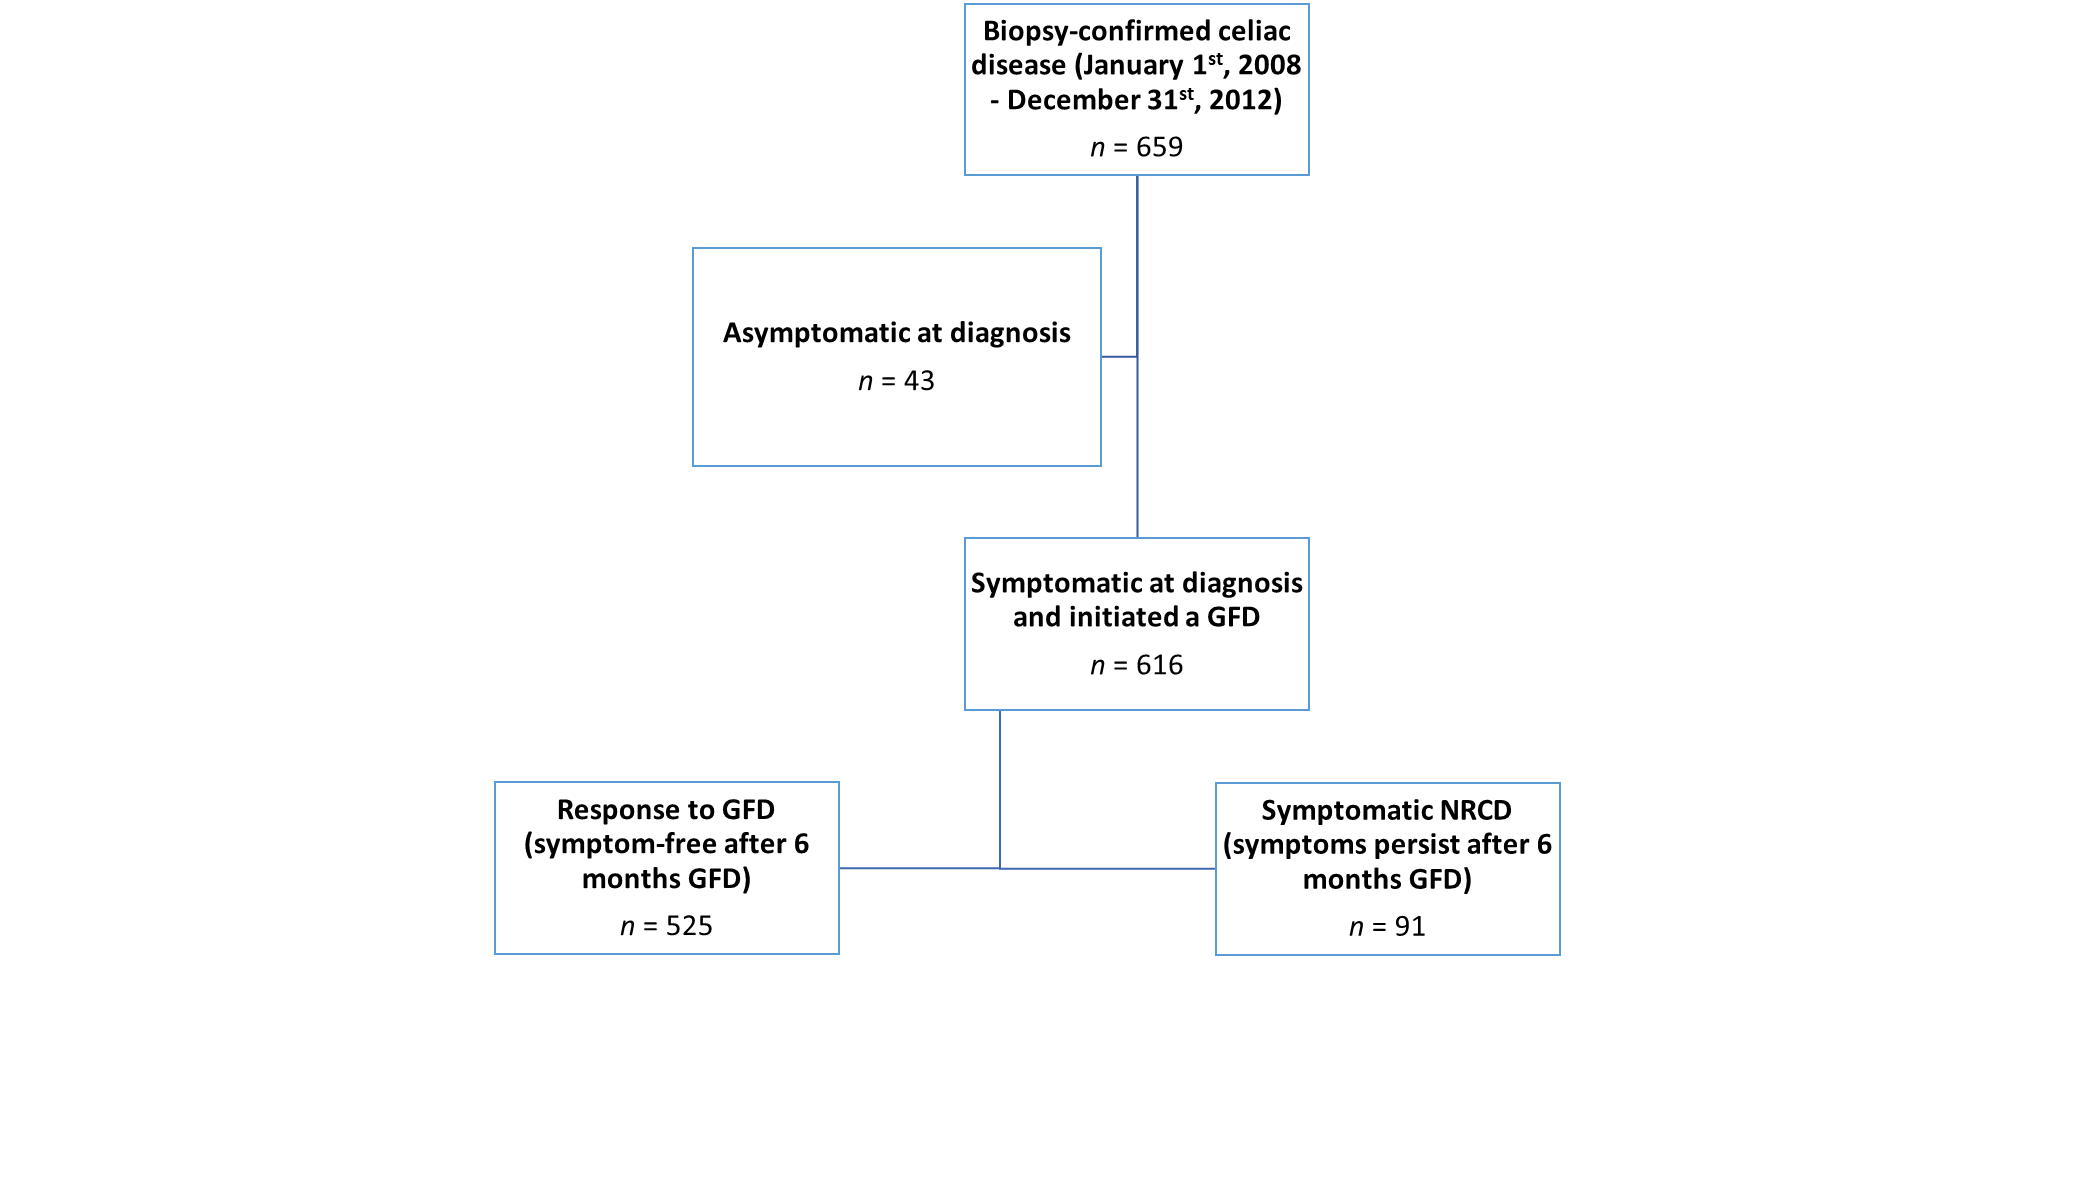 Biopsy-confirmed celiac
disease (January 1st, 2008
- December 31st, 2012)
n = 659
Asymptomatic at diagnosis
n = 43
Symptomatic at diagnosis
and initiated a GFD
n = 616
Response to GFD
(symptom-free after 6
months GFD)
n = 525
Symptomatic NRCD
(symptoms persist after 6
months GFD)
n = 91